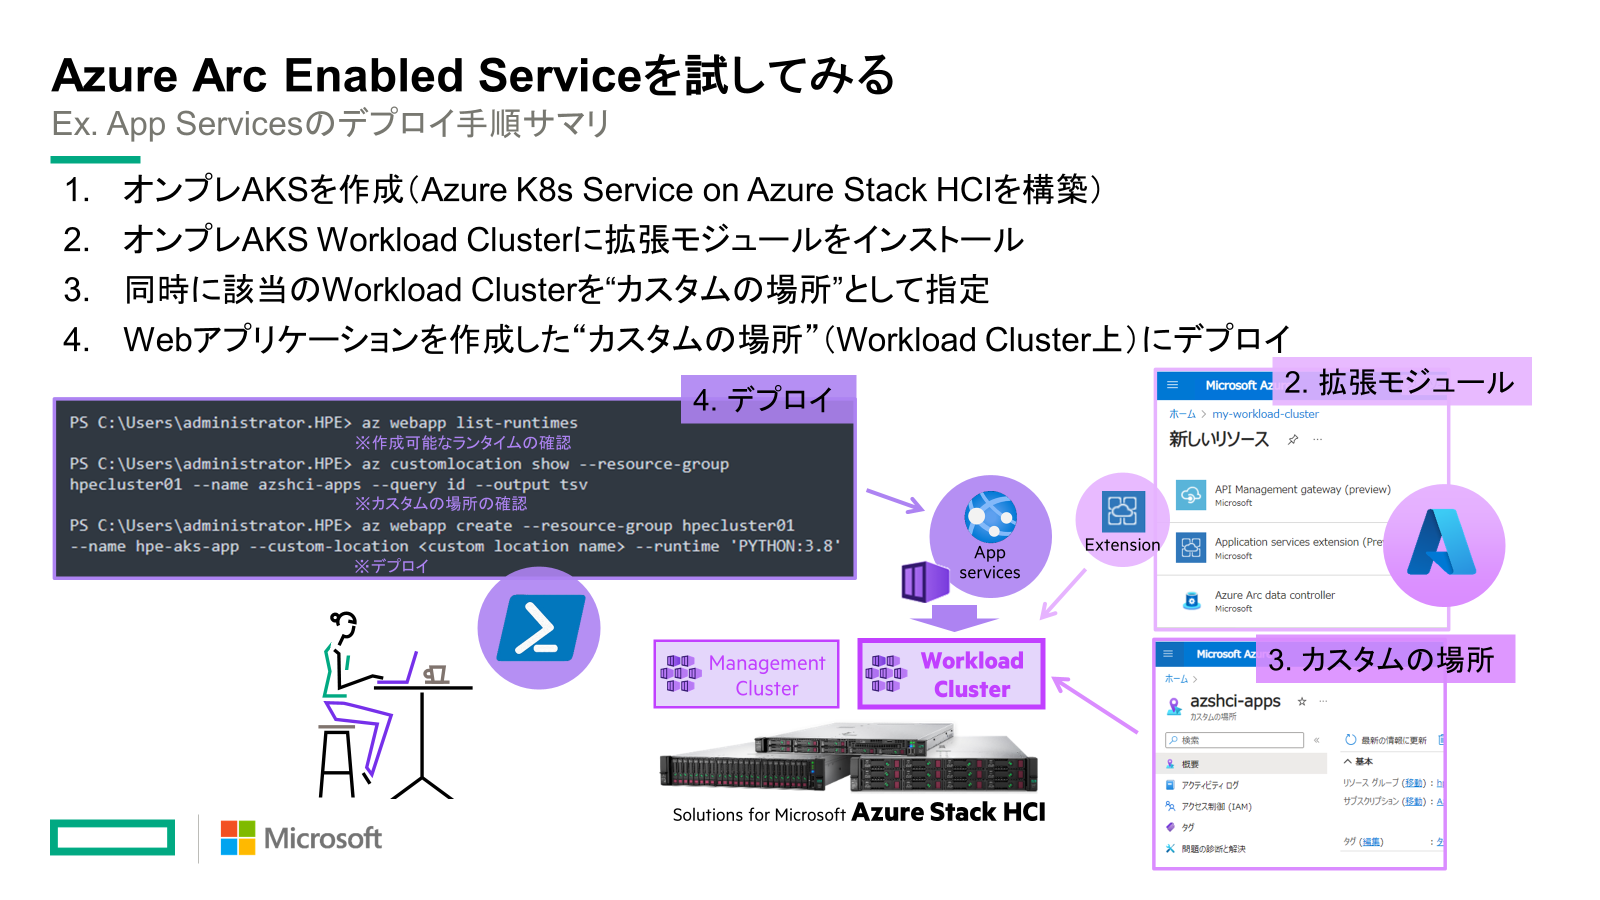 Azure Arc Enabled Serviceを試してみる
Ex. App Servicesのデプロイ手順サマリ
1. オンプレAKSを作成（Azure K8s Service on Azure Stack HCIを構築）
2. オンプレAKS Workload Clusterに拡張モジュールをインストール
3. 同時に該当のWorkload Clusterを“カスタムの場所”として指定
4. Webアプリケーションを作成した“カスタムの場所”（Workload Cluster上）にデプロイ
4. デプロイ
PS C:\Users\administrator.HPE> az webapp list-runtimes
※作成可能なランタイムの確認
PS C:\Users\administrator.HPE> az customlocation show --resource-group
hpecluster01 --name azshci-apps --query id --output tsv
※カスタムの場所の確認
PS C:\Users\administrator.HPE> az webapp create --resource-group hpecluster01
--name hpe-aks-app --custom-location <custom location name> --runtime 'PYTHON:3.8'
※デプロイ
App
services
Extension
Management
Cluster
Workload
Cluster
Solutions for Microsoft Azure Stack HCI
2. 拡張モジュール
Microsoft Az
ホーム > my-workload-cluster
新しいリソース
API Management gateway (preview)
Microsoft
Application services extension (Pre
Microsoft
Azure Arc data controller
Microsoft
3. カスタムの場所
Microsoft Az
ホーム >
azshci-apps
カスタムの場所
検索
«
最新の情報に更新
概要
基本
アクティビティ ログ
リソース グループ (移動) : h
アクセス制御 (IAM)
サブスクリプション (移動) : A
タグ
タグ (編集) : タ
問題の診断と解決
Microsoft